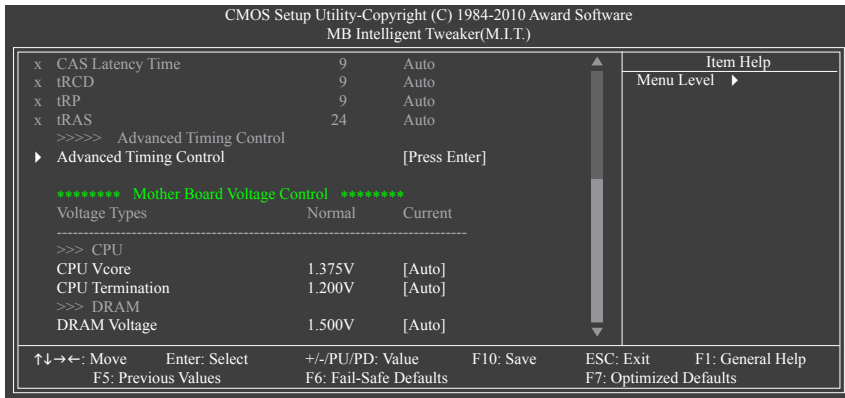 CMOS Setup Utility-Copyright (C) 1984-2010 Award Software
MB Intelligent Tweaker(M.I.T.)
x CAS Latency Time 9 Auto
x tRCD 9 Auto
x tRP 9 Auto
x tRAS 24 Auto
>>>>> Advanced Timing Control
Advanced Timing Control [Press Enter]
******** Mother Board Voltage Control ********
Voltage Types Normal Current
-----------------------------------------------------------------------------
>>> CPU
CPU Vcore 1.375V [Auto]
CPU Termination 1.200V [Auto]
>>> DRAM
DRAM Voltage 1.500V [Auto]
Item Help
Menu Level
↑↓→←: Move Enter: Select +/-/PU/PD: Value F10: Save ESC: Exit F1: General Help
F5: Previous Values F6: Fail-Safe Defaults F7: Optimized Defaults